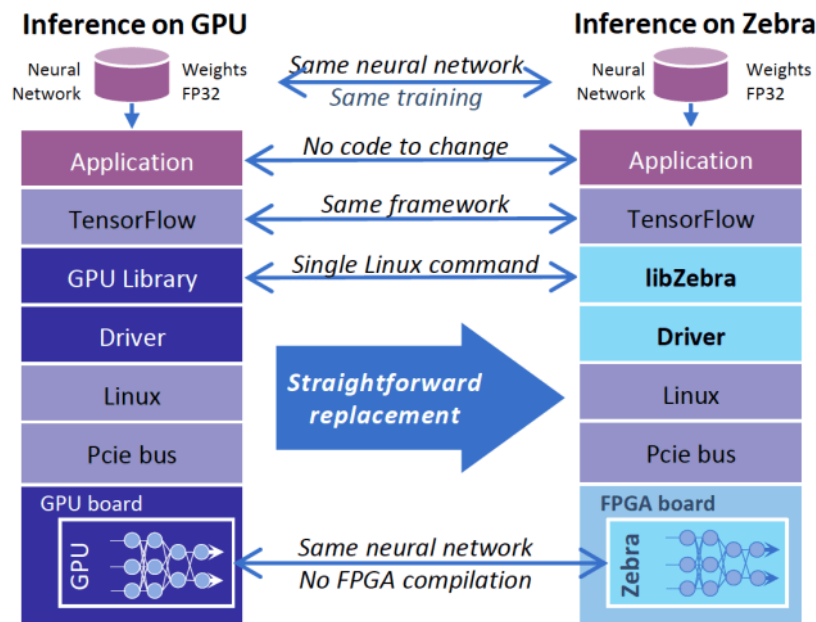 Inference on GPU
Inference on Zebra
Neural
Network
Weights
FP32
Same neural network
Same training
Neural
Network
Weights
FP32
Application
No code to change
Application
TensorFlow
Same framework
TensorFlow
GPU Library
Single Linux command
libZebra
Driver
Driver
Straightforward
replacement
Linux
Linux
Pcie bus
Pcie bus
GPU board
FPGA board
GPU
Same neural network
No FPGA compilation
Zebra